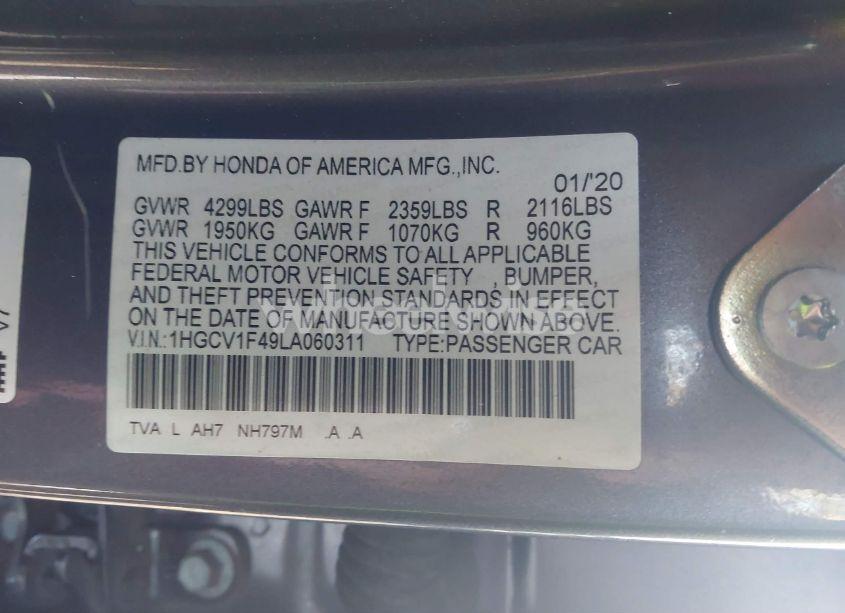 MFD.BY HONDA OF AMERICA MFG.,INC.
01/'20
GVWR 4299LBS GAWR F 2359LBS R 2116LBS
GVWR 1950KG GAWR F 1070KG R 960KG
THIS VEHICLE CONFORMS TO ALL APPLICABLE
FEDERAL MOTOR VEHICLE SAFETY , BUMPER,
AND THEFT PREVENTION STANDARDS IN EFFECT
ON THE DATE OF MANUFACTURE SHOWN ABOVE.
V.I.N.:1HGCV1F49LA060311 TYPE:PASSENGER CAR
TVA L AH7 NH797M .A .A